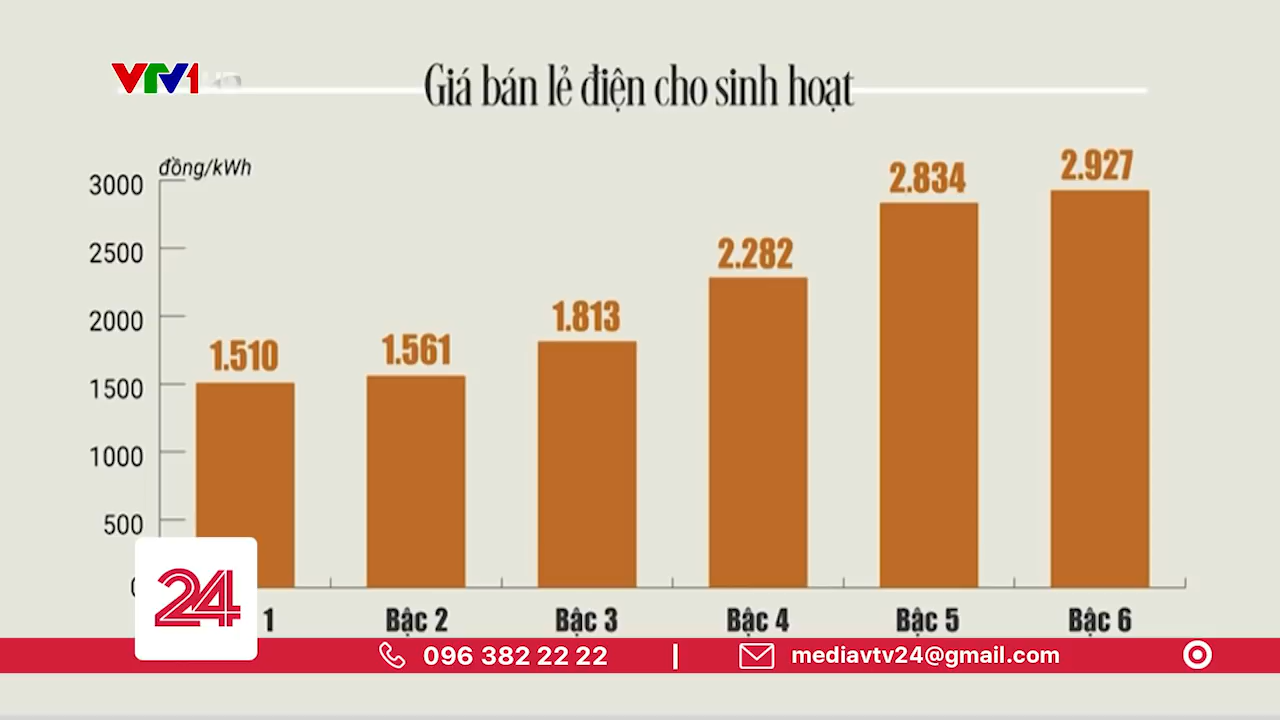 VTV1
Giá bán lẻ điện cho sinh hoạt
đồng/kWh
3000
2500
2000
1500
1000
500
1.510
1.561
1.813
2.282
2.834
2.927
1
Bậc 2
Bậc 3
Bậc 4
Bậc 5
Bậc 6
24
096 382 22 22 | mediavtv24@gmail.com